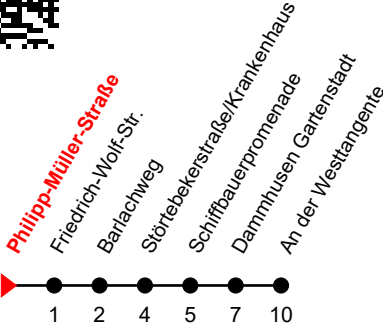 Philipp-Müller-Straße
Friedrich-Wolf-Str.
Barlachweg
Störtebekerstraße/Krankenhaus
Schiffbauerpromenade
Dammhusen Gartenstadt
An der Westtangente
1 2 4 5 7 10